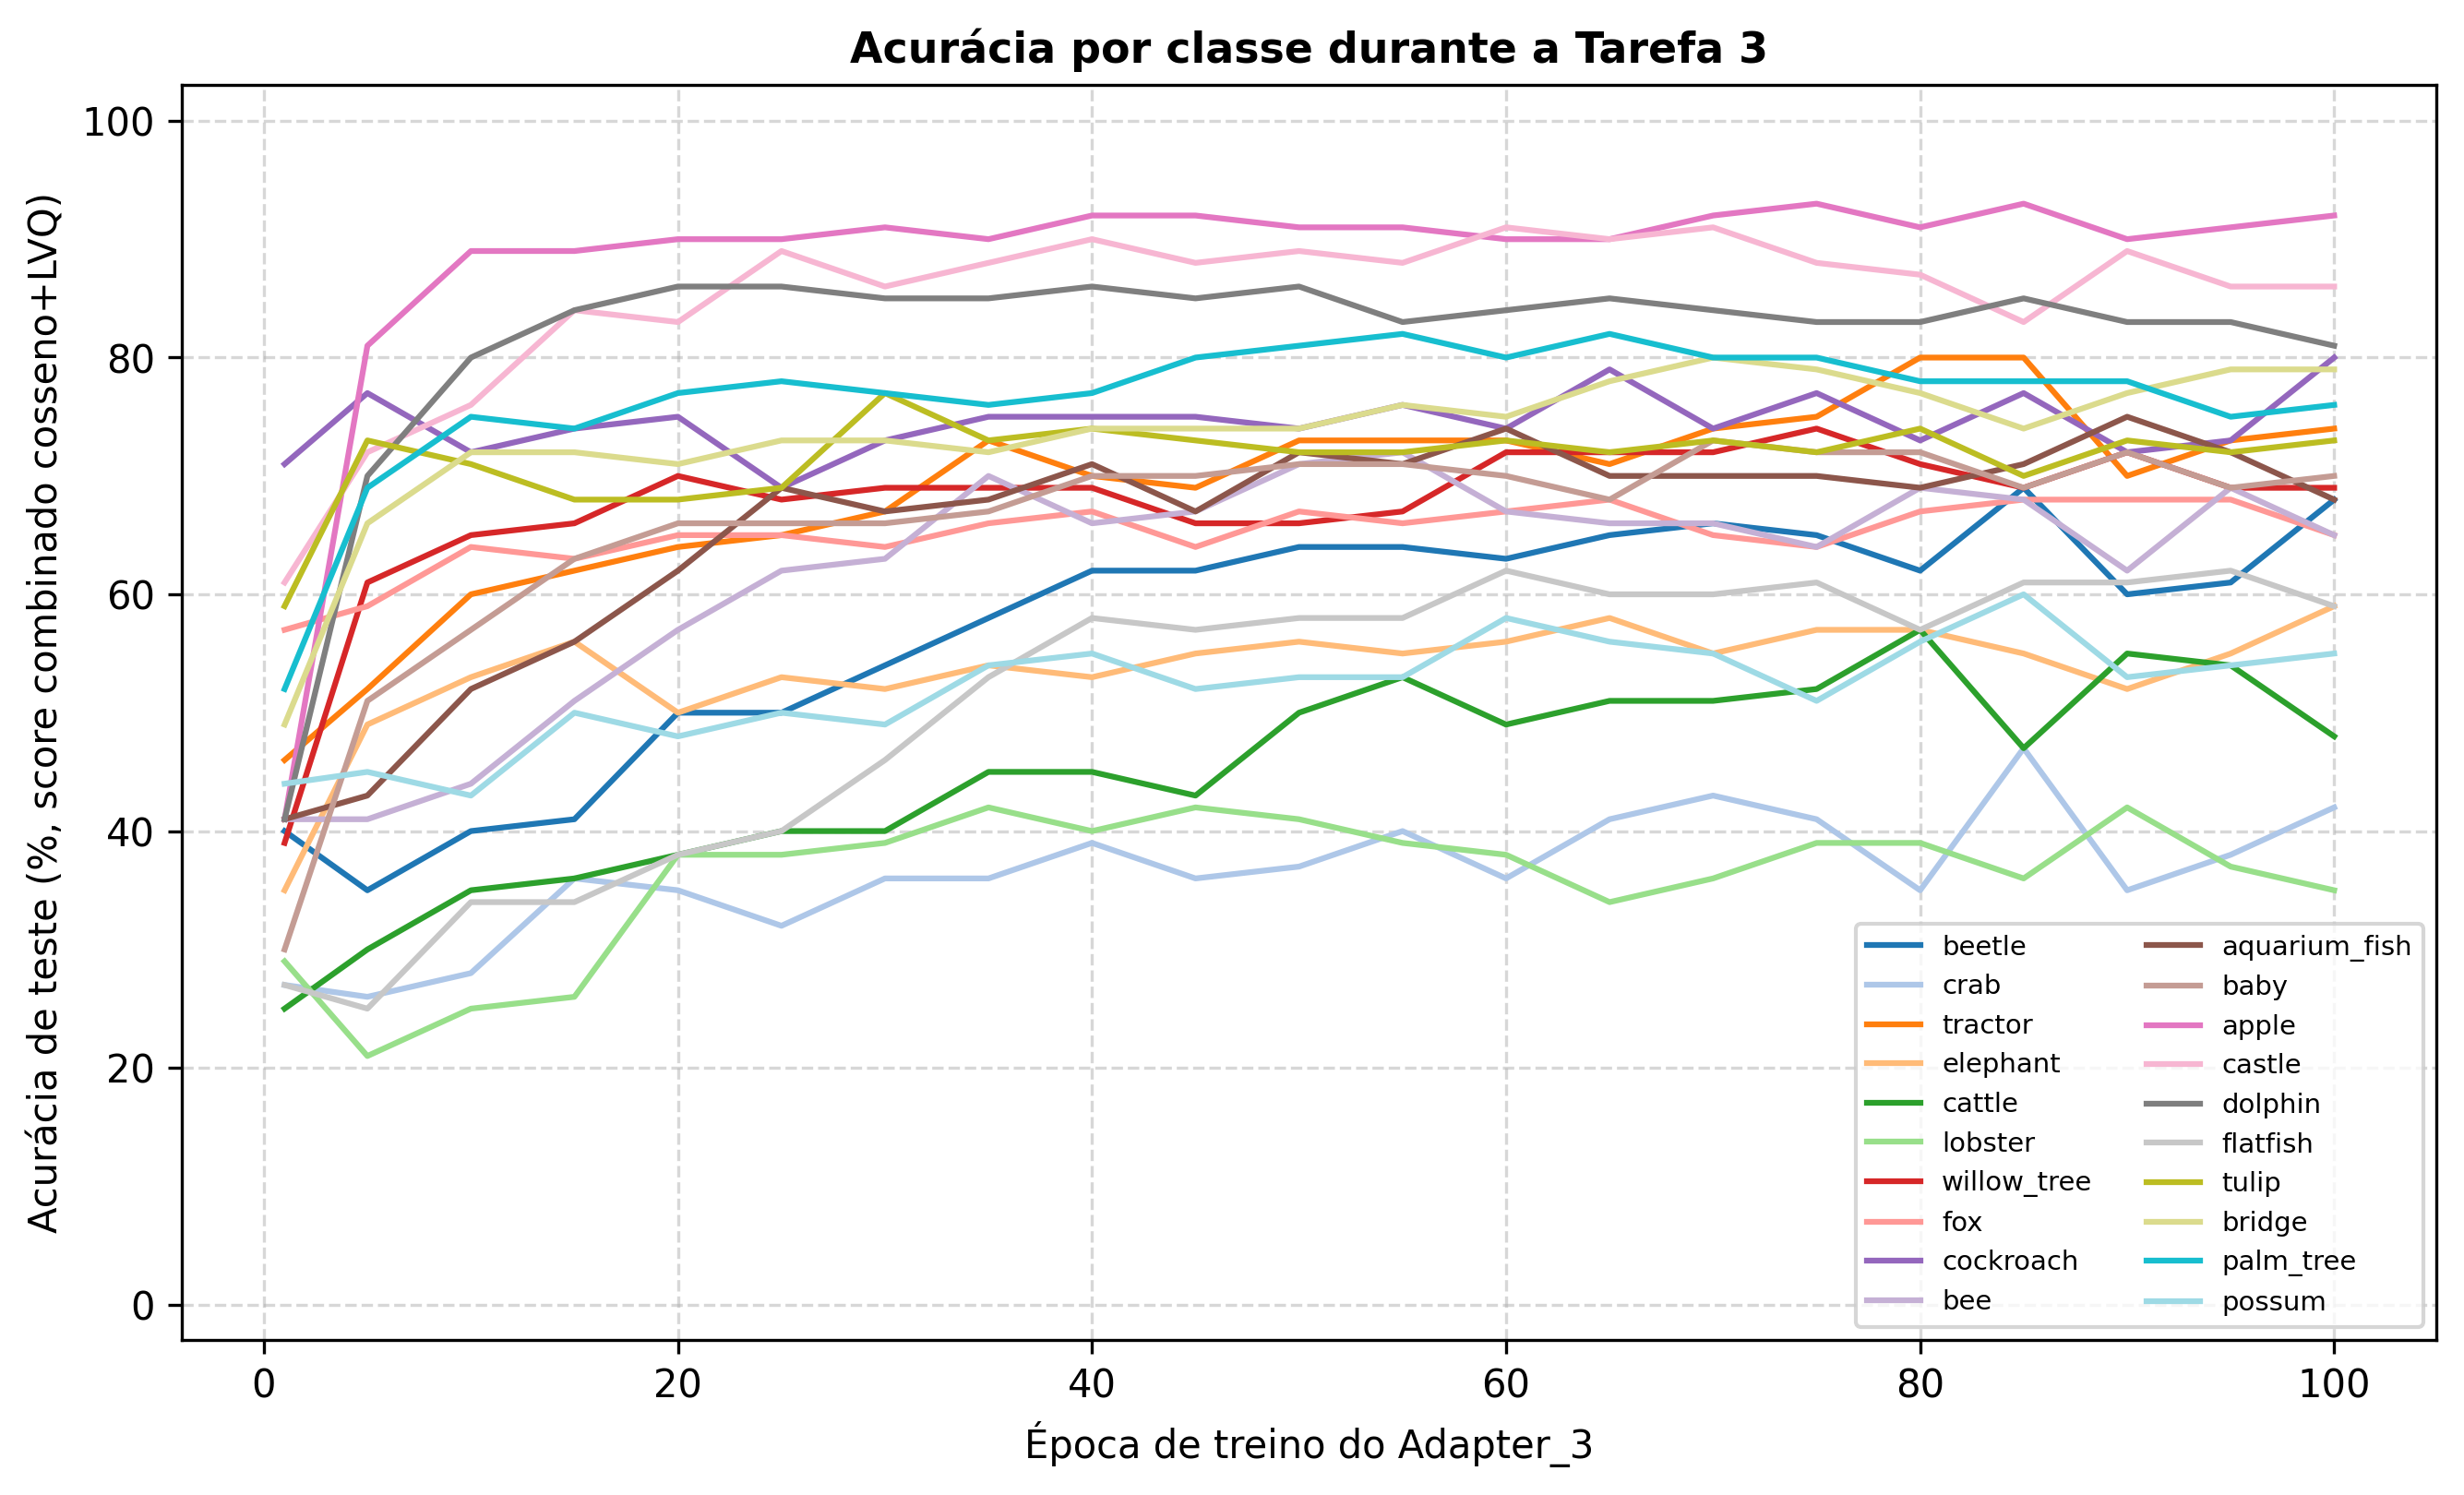 Acurácia por classe durante a Tarefa 3
Acurácia de teste (%, score combinado cosseno+LVQ)
100
80
60
40
20
0
0
20
40
60
80
100
Época de treino do Adapter_3
beetle
crab
tractor
elephant
cattle
lobster
willow_tree
fox
cockroach
bee
aquarium_fish
baby
apple
castle
dolphin
flatfish
tulip
bridge
palm_tree
possum